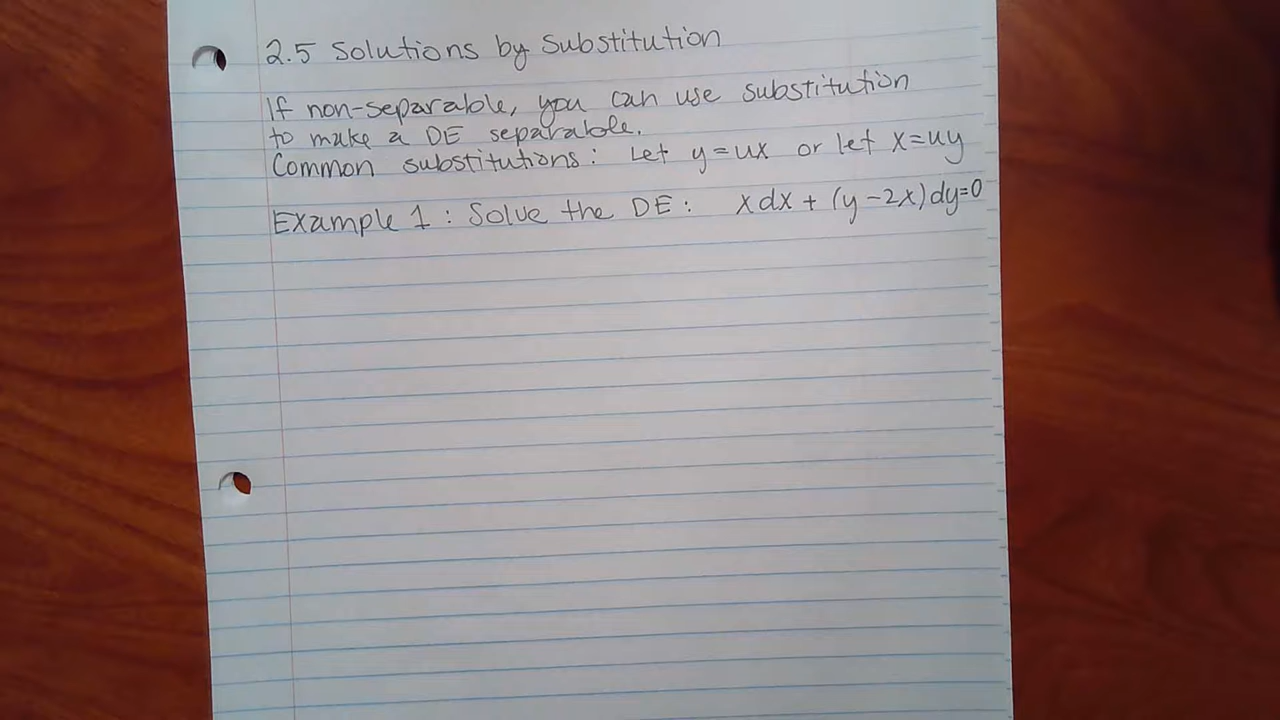 2.5 Solutions by Substitution
If non-separable, you can use substitution
to make a DE separable.
Common substitutions: Let y=ux or let x=uy
Example 1: Solve the DE: xdx + (y-2x)dy=0